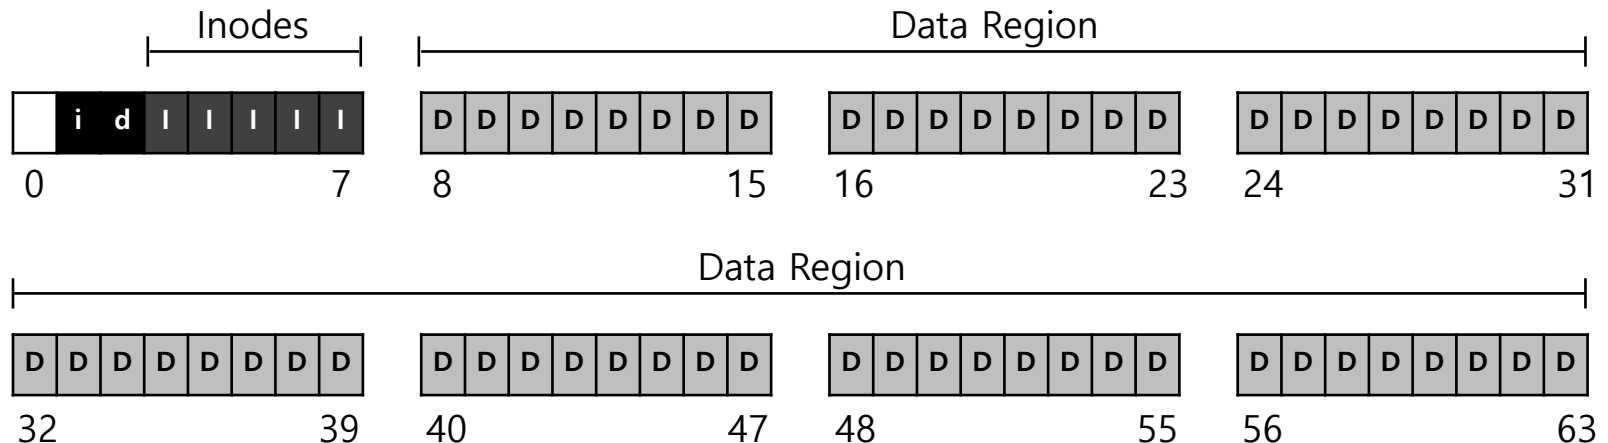 Inodes Data Region
i d I I I I I D D D D D D D D D D D D D D D D D D D D D D D D
0 7 8 15 16 23 24 31
Data Region
D D D D D D D D D D D D D D D D D D D D D D D D D D D D D D D D
32 39 40 47 48 55 56 63